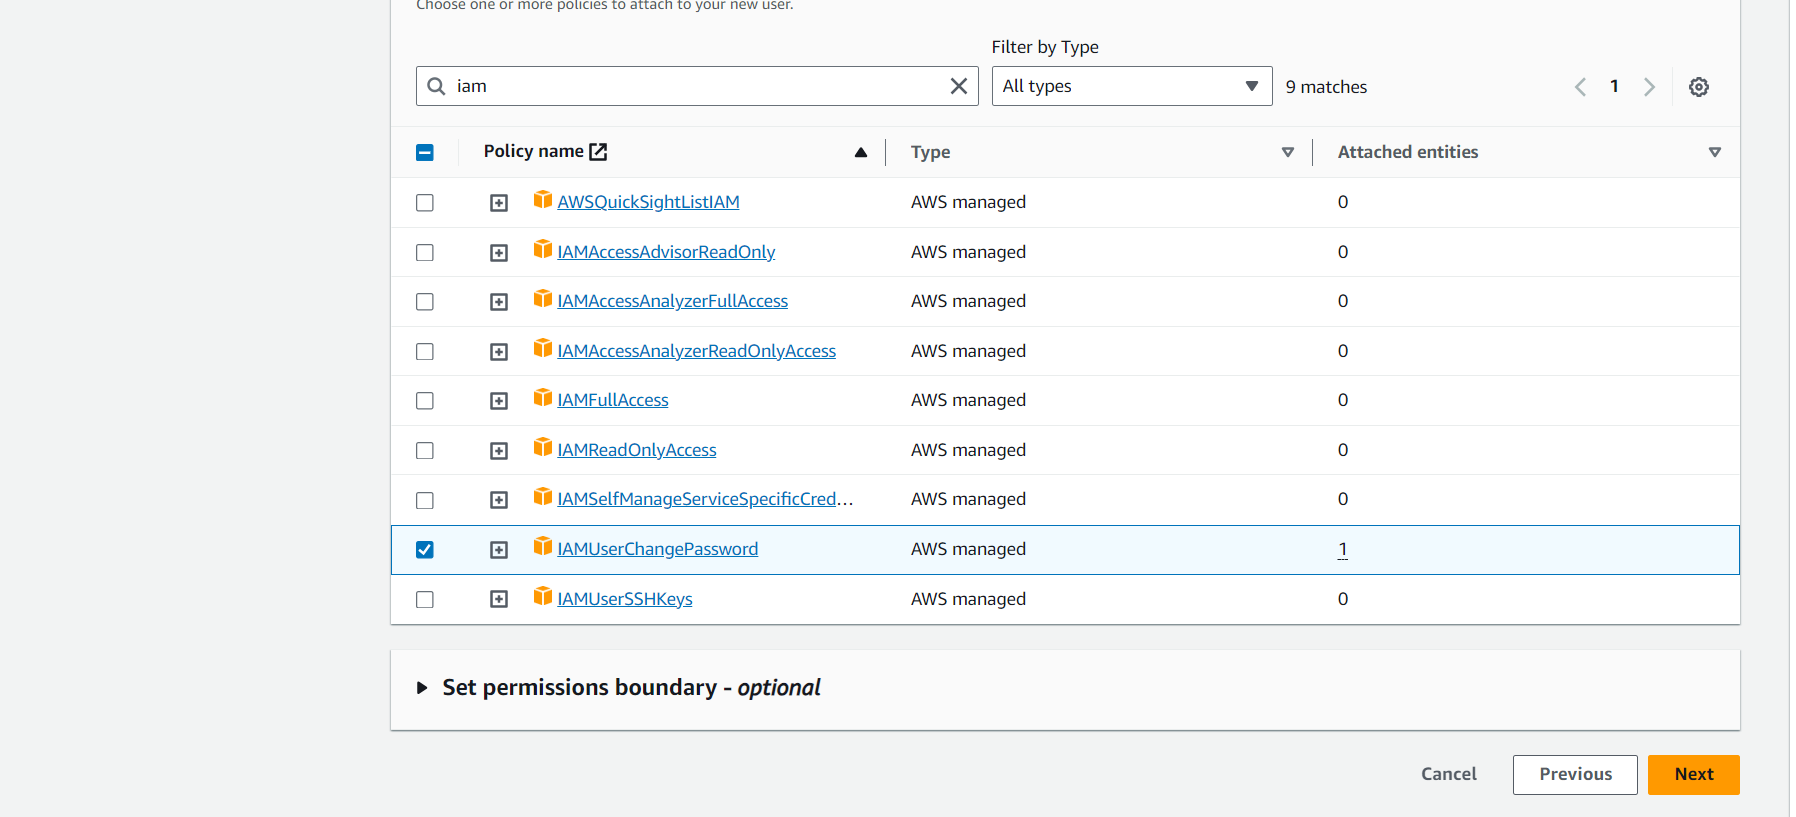 Choose one or more policies to attach to your new user.
Filter by Type
iam All types 9 matches 1
Policy name Type Attached entities
AWSQuickSightListIAM AWS managed 0
IAMAccessAdvisorReadOnly AWS managed 0
IAMAccessAnalyzerFullAccess AWS managed 0
IAMAccessAnalyzerReadOnlyAccess AWS managed 0
IAMFullAccess AWS managed 0
IAMReadOnlyAccess AWS managed 0
IAMSelfManageServiceSpecificCred... AWS managed 0
IAMUserChangePassword AWS managed 1
IAMUserSSHKeys AWS managed 0
Set permissions boundary - optional
Cancel Previous Next